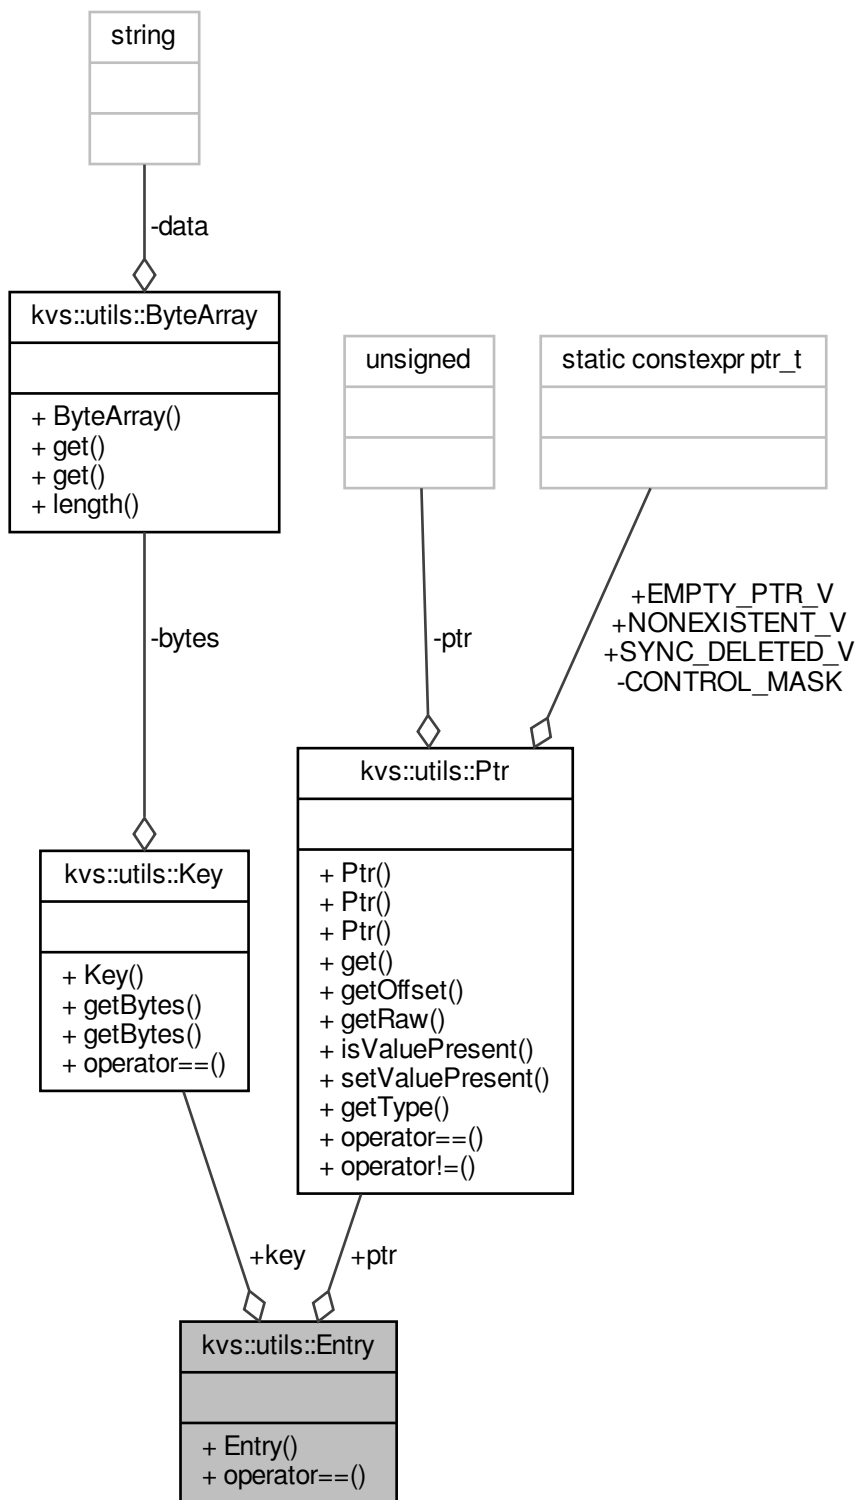 string
-data
kvs::utils::ByteArray
+ ByteArray()
+ get()
+ get()
+ length()
unsigned
static constexpr ptr_t
-bytes
-ptr
+EMPTY_PTR_V
+NONEXISTENT_V
+SYNC_DELETED_V
-CONTROL_MASK
kvs::utils::Key
+ Key()
+ getBytes()
+ getBytes()
+ operator==()
kvs::utils::Ptr
+ Ptr()
+ Ptr()
+ Ptr()
+ get()
+ getOffset()
+ getRaw()
+ isValuePresent()
+ setValuePresent()
+ getType()
+ operator==()
+ operator!=()
+key
+ptr
kvs::utils::Entry
+ Entry()
+ operator==()